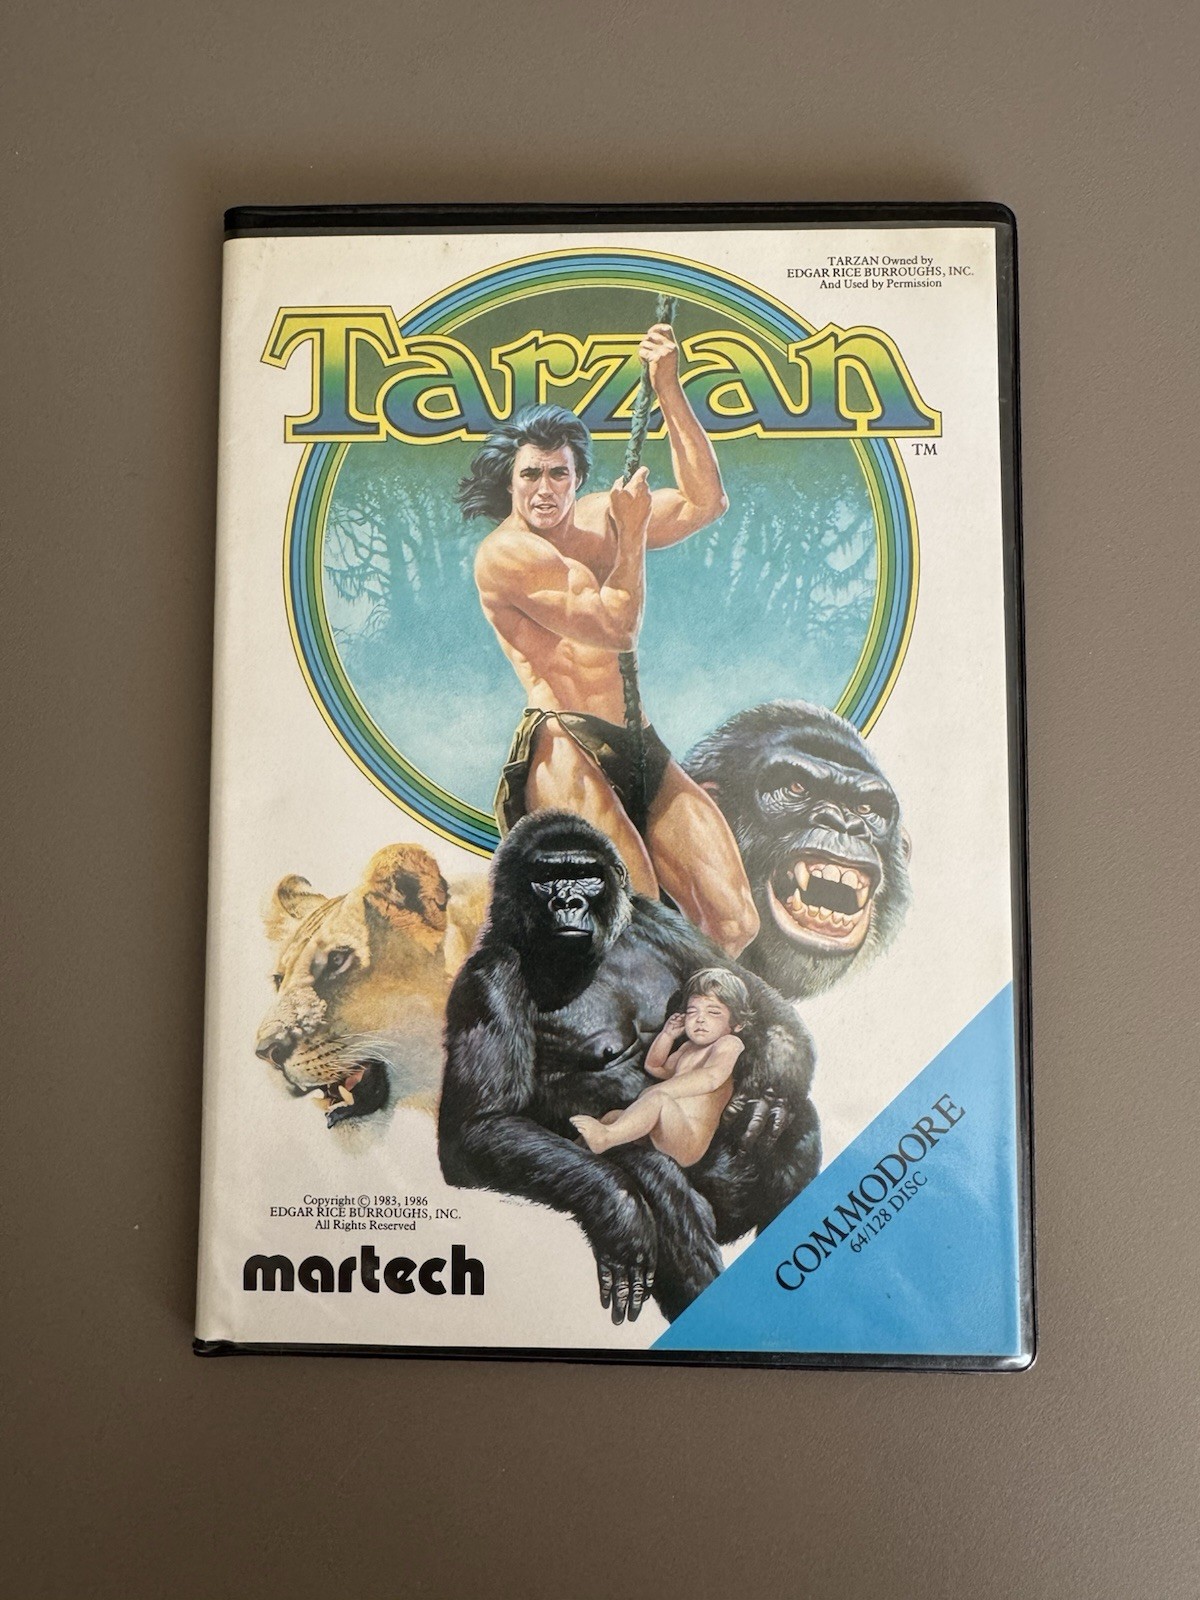 TARZAN Owned by
EDGAR RICE BURROUGHS, INC.
And Used by Permission
Tarzan
TM
Copyright © 1983, 1986
EDGAR RICE BURROUGHS, INC.
All Rights Reserved
martech
COMMODORE
64/128 DISC